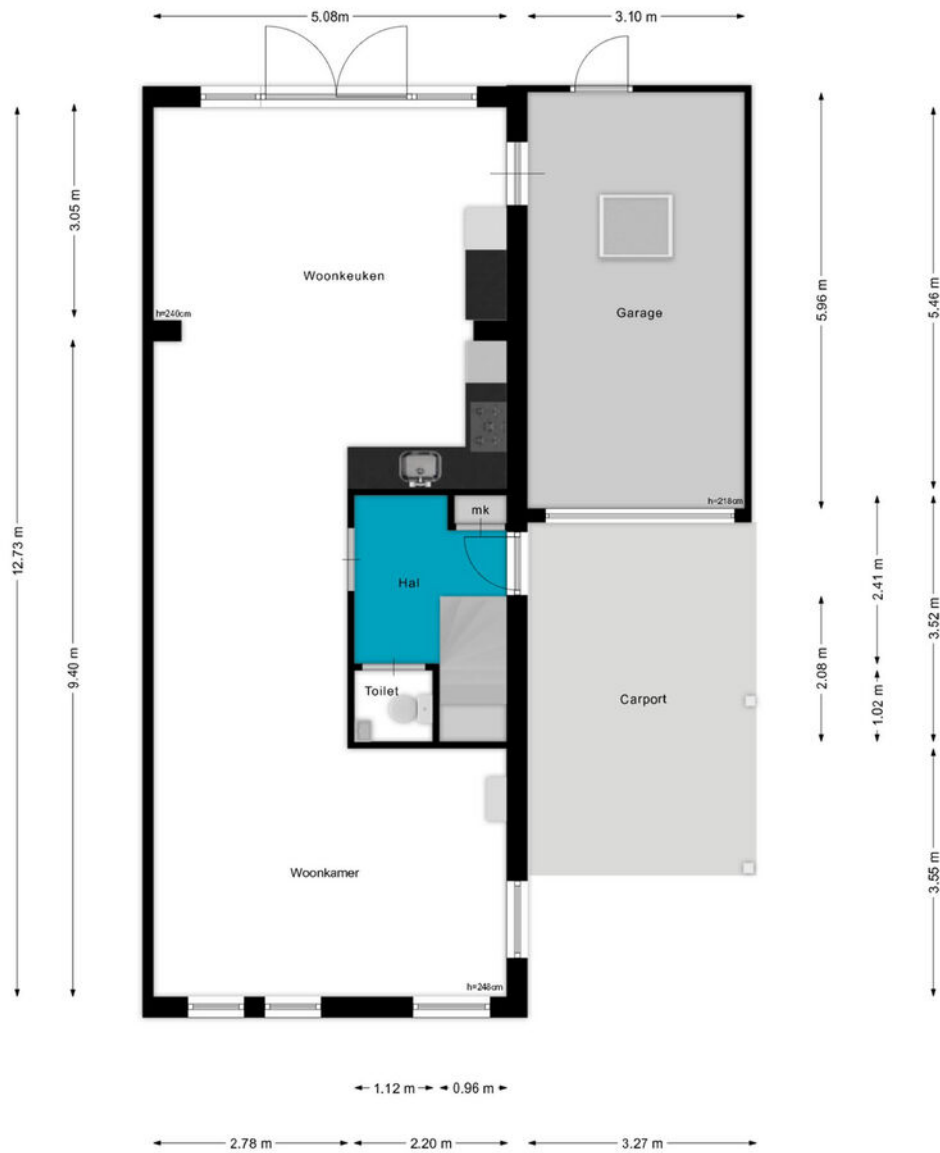 5.08m
3.10 m
3.05 m
Woonkeuken
h=240cm
Garage
5.96 m
5.46 m
h=218cm
mk
12.73 m
Hal
2.41 m
3.52 m
9.40 m
2.08 m
Toilet
1.02 m
Carport
Woonkamer
3.55 m
h=248cm
1.12 m
0.96 m
2.78 m
2.20 m
3.27 m